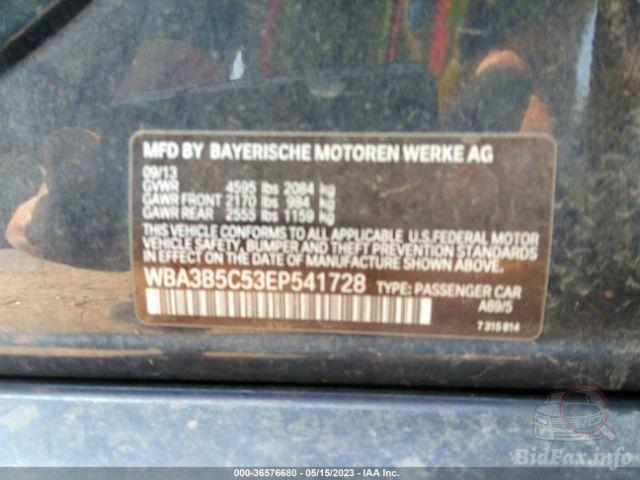 MFD BY BAYERISCHE MOTOREN WERKE AG
09/13
GVWR 4595 lbs 2084 kg
GAWR FRONT 2170 lbs 984 kg
GAWR REAR 2553 lbs 1159 kg
THIS VEHICLE CONFORMS TO ALL APPLICABLE U.S.FEDERAL MOTOR
VEHICLE SAFETY, BUMPER AND THEFT PREVENTION STANDARDS
IN EFFECT ON THE DATE OF MANUFACTURE SHOWN ABOVE.
WBA3B5C53EP541728 TYPE: PASSENGER CAR
A89/5
7 315 814
BidFax.info
000-36576680 - 05/15/2023 - IAA Inc.